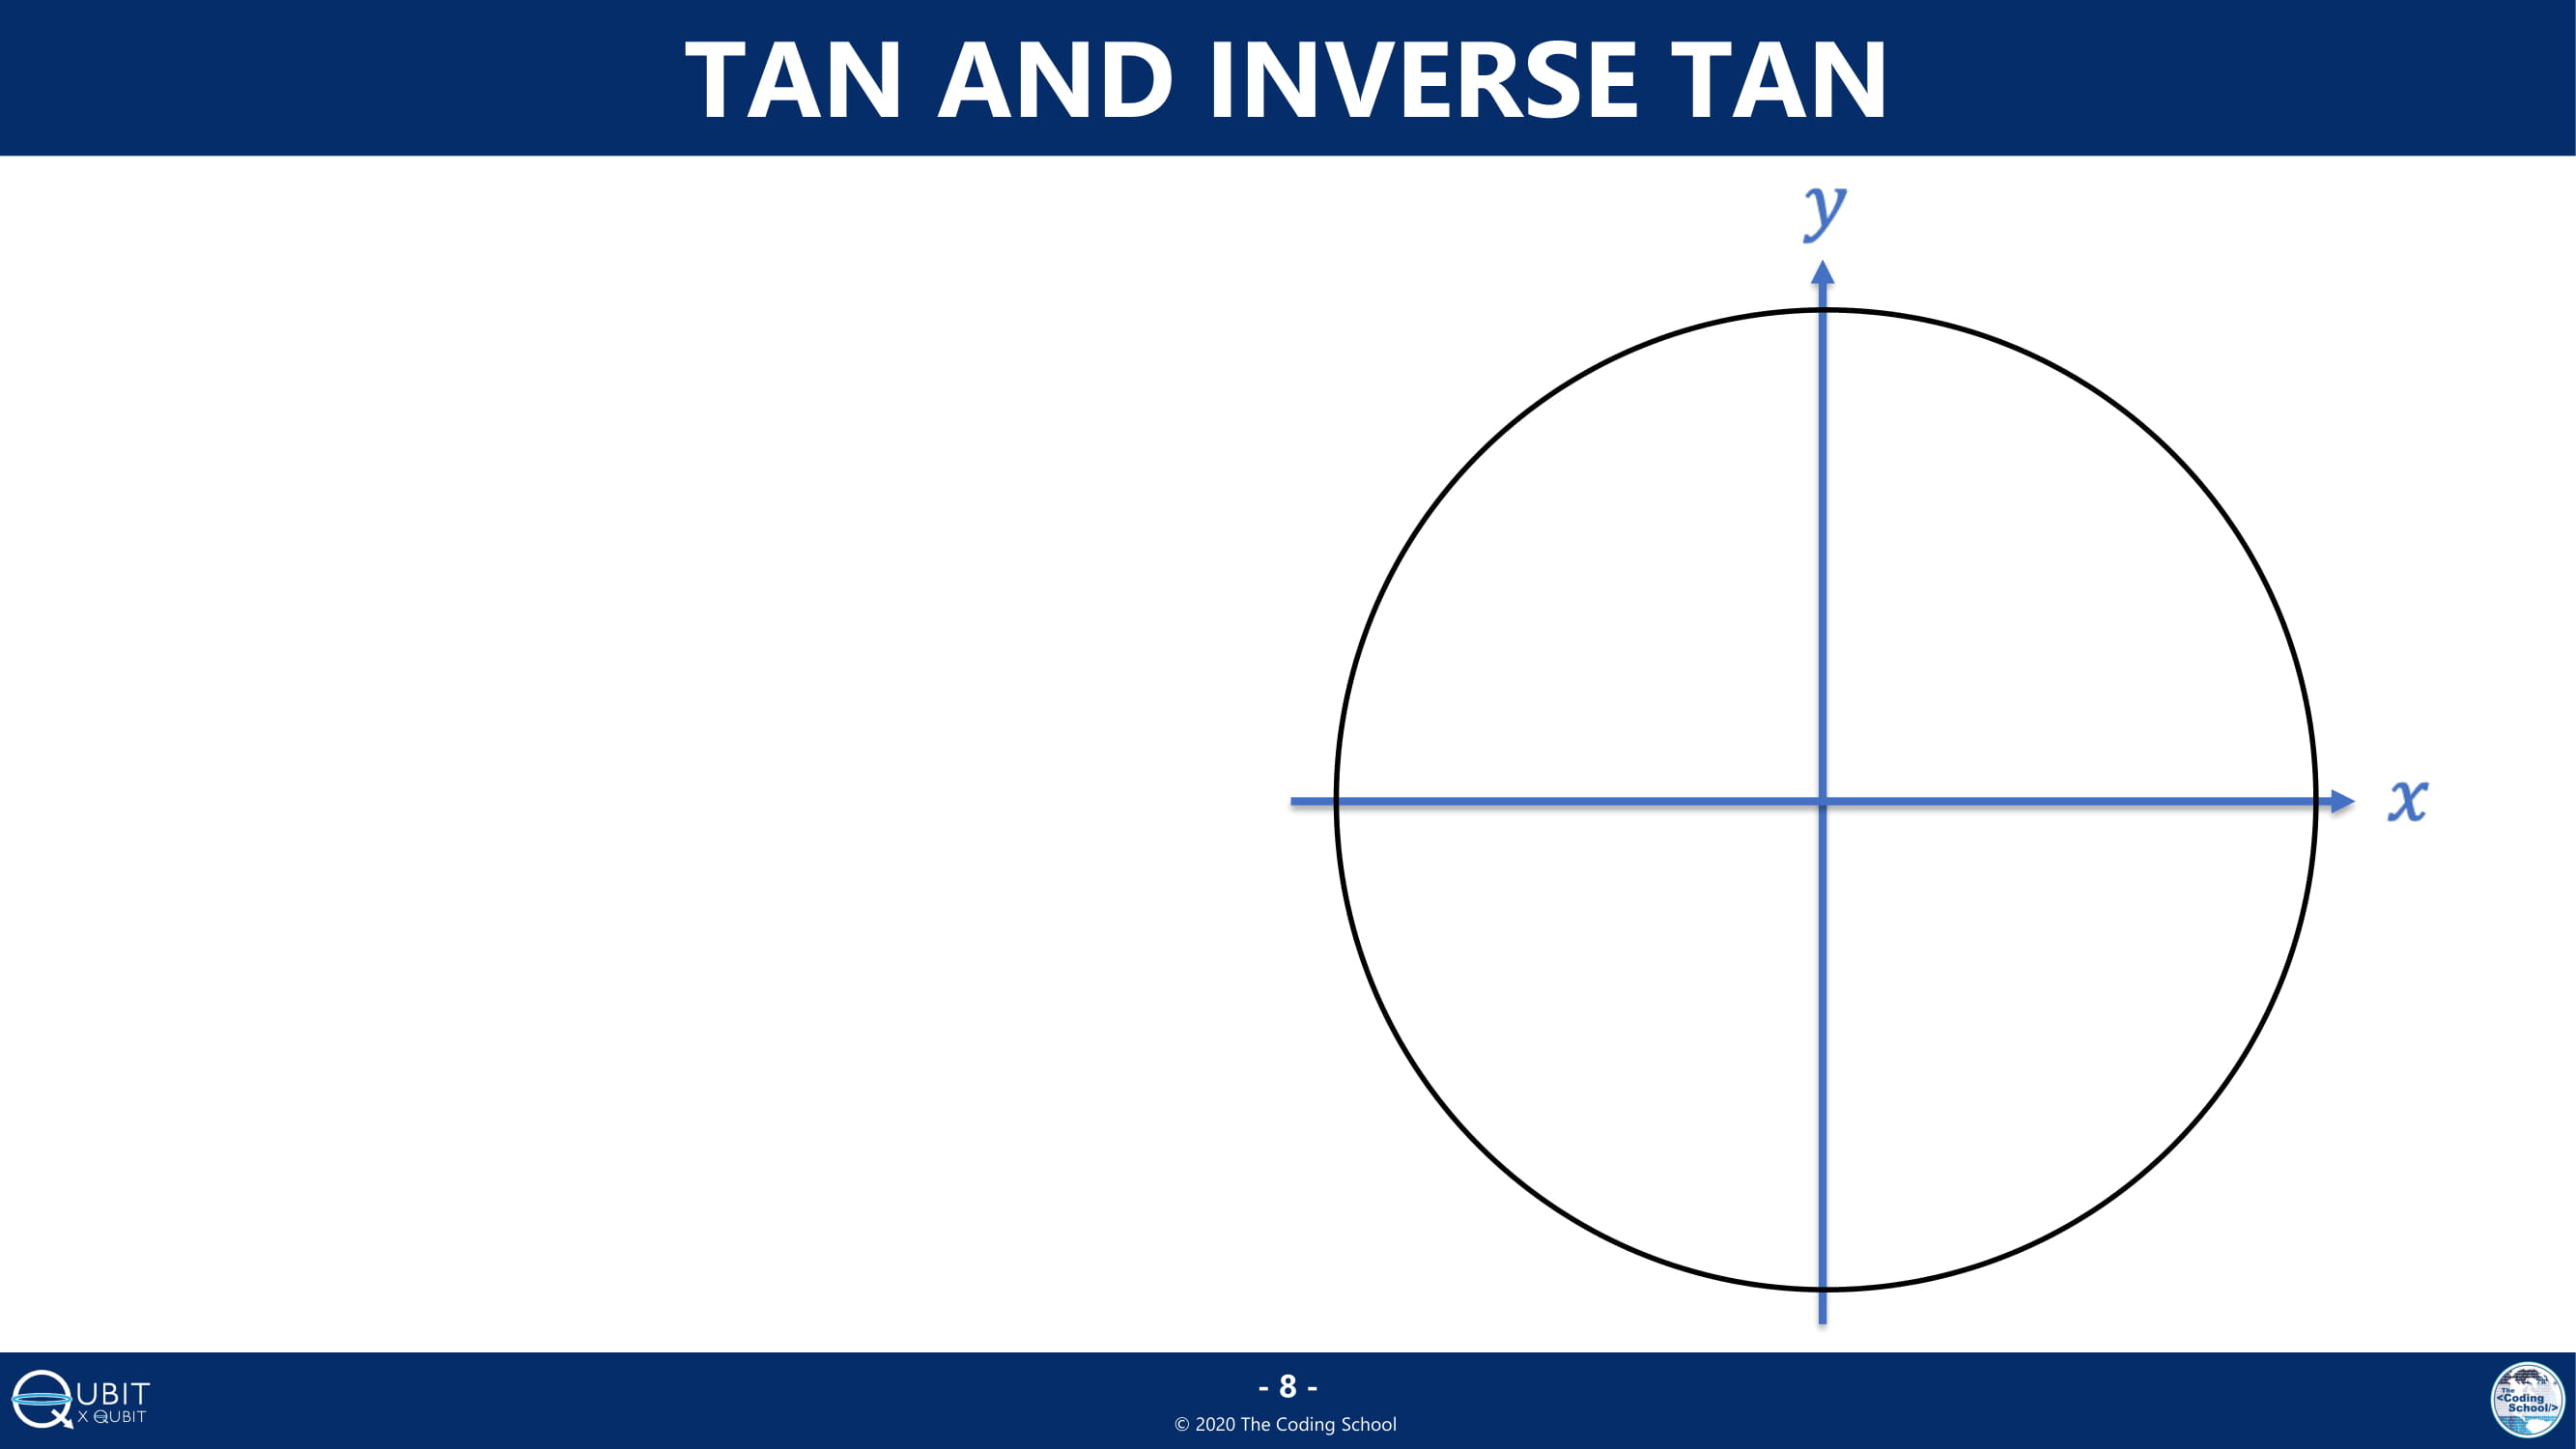 TAN AND INVERSE TAN
y
x
QUBIT
X QUBIT
- 8 -
© 2020 The Coding School
The
<Coding
School/>